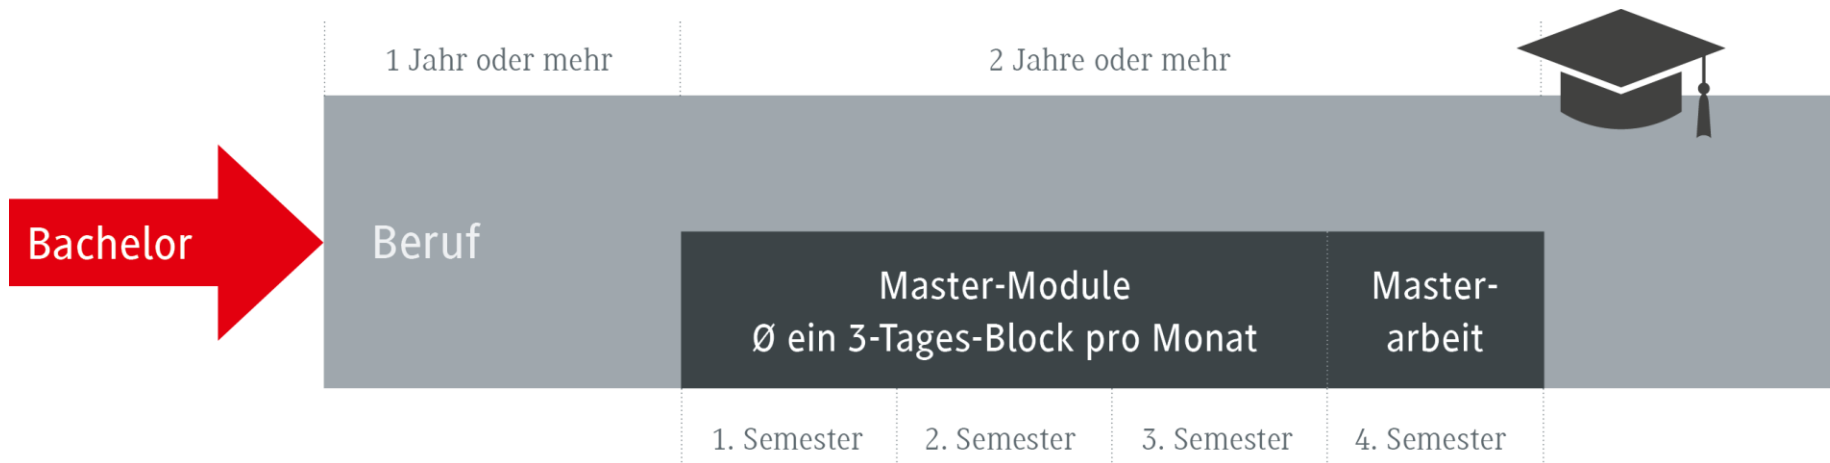 1 Jahr oder mehr
2 Jahre oder mehr
Bachelor
Beruf
Master-Module
Ø ein 3-Tages-Block pro Monat
Master-
arbeit
1. Semester
2. Semester
3. Semester
4. Semester